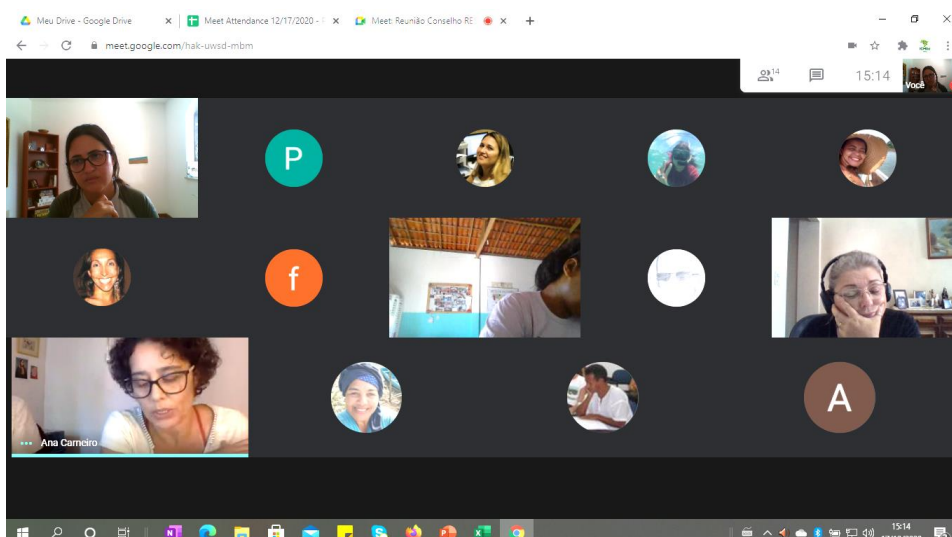 Meu Drive - Google Drive
Meet Attendance 12/17/2020 -
Meet: Reunião Conselho RE
meet.google.com/hak-uwsd-mbm
14
15:14
Você
P
f
Ana Carneiro
A
15:14